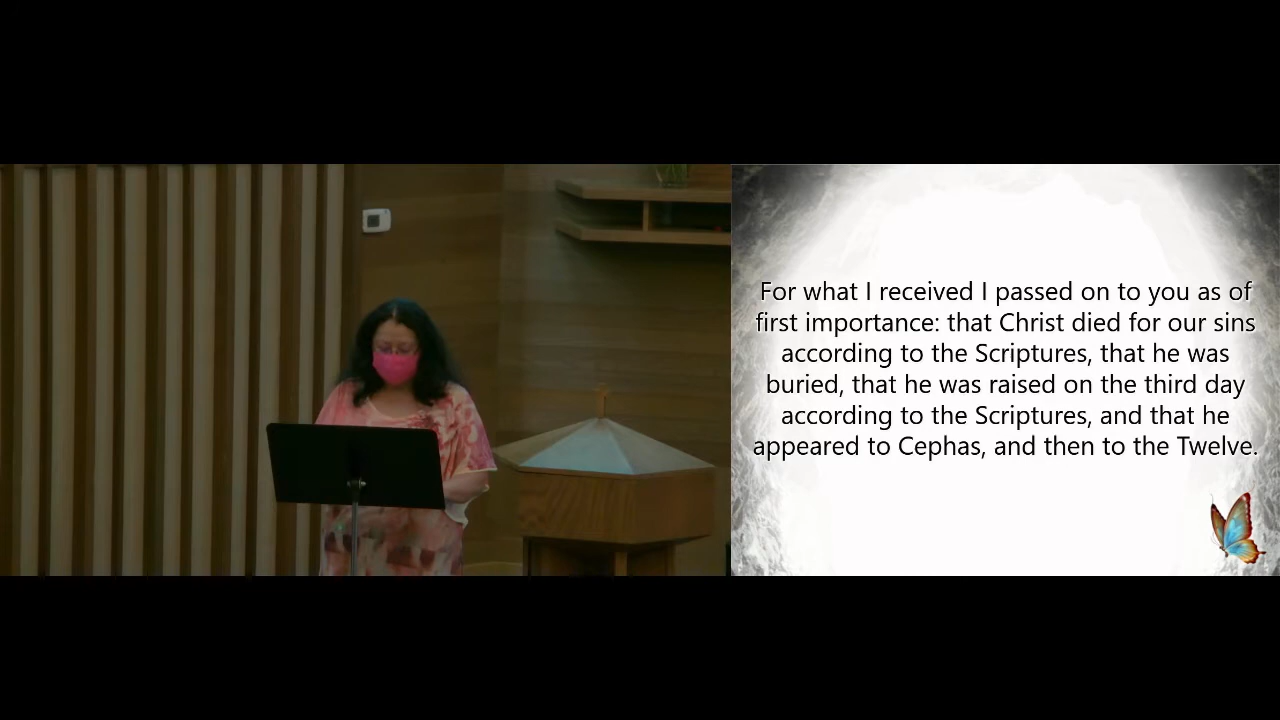 For what I received I passed on to you as of
first importance: that Christ died for our sins
according to the Scriptures, that he was
buried, that he was raised on the third day
according to the Scriptures, and that he
appeared to Cephas, and then to the Twelve.